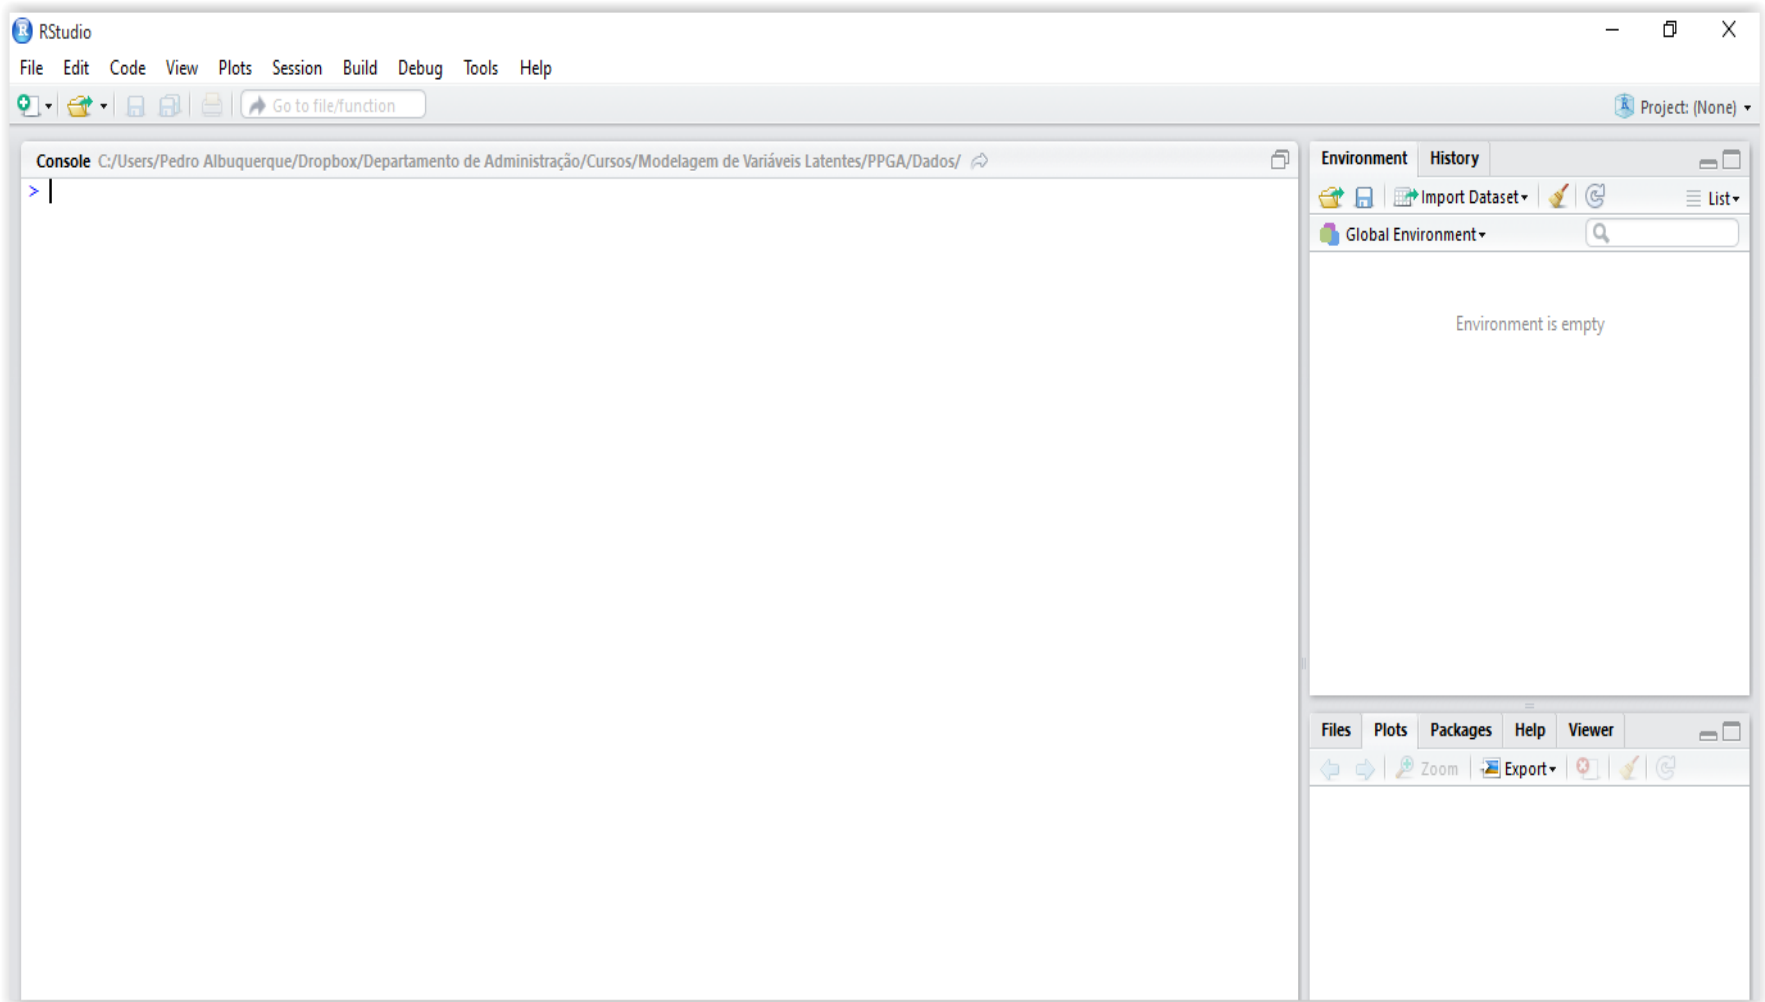 RStudio
File Edit Code View Plots Session Build Debug Tools Help
Go to file/function
Project: (None)
Console C:/Users/Pedro Albuquerque/Dropbox/Departamento de Administração/Cursos/Modelagem de Variáveis Latentes/PPGA/Dados/
>
Environment History
Import Dataset List
Global Environment
Environment is empty
Files Plots Packages Help Viewer
Zoom Export